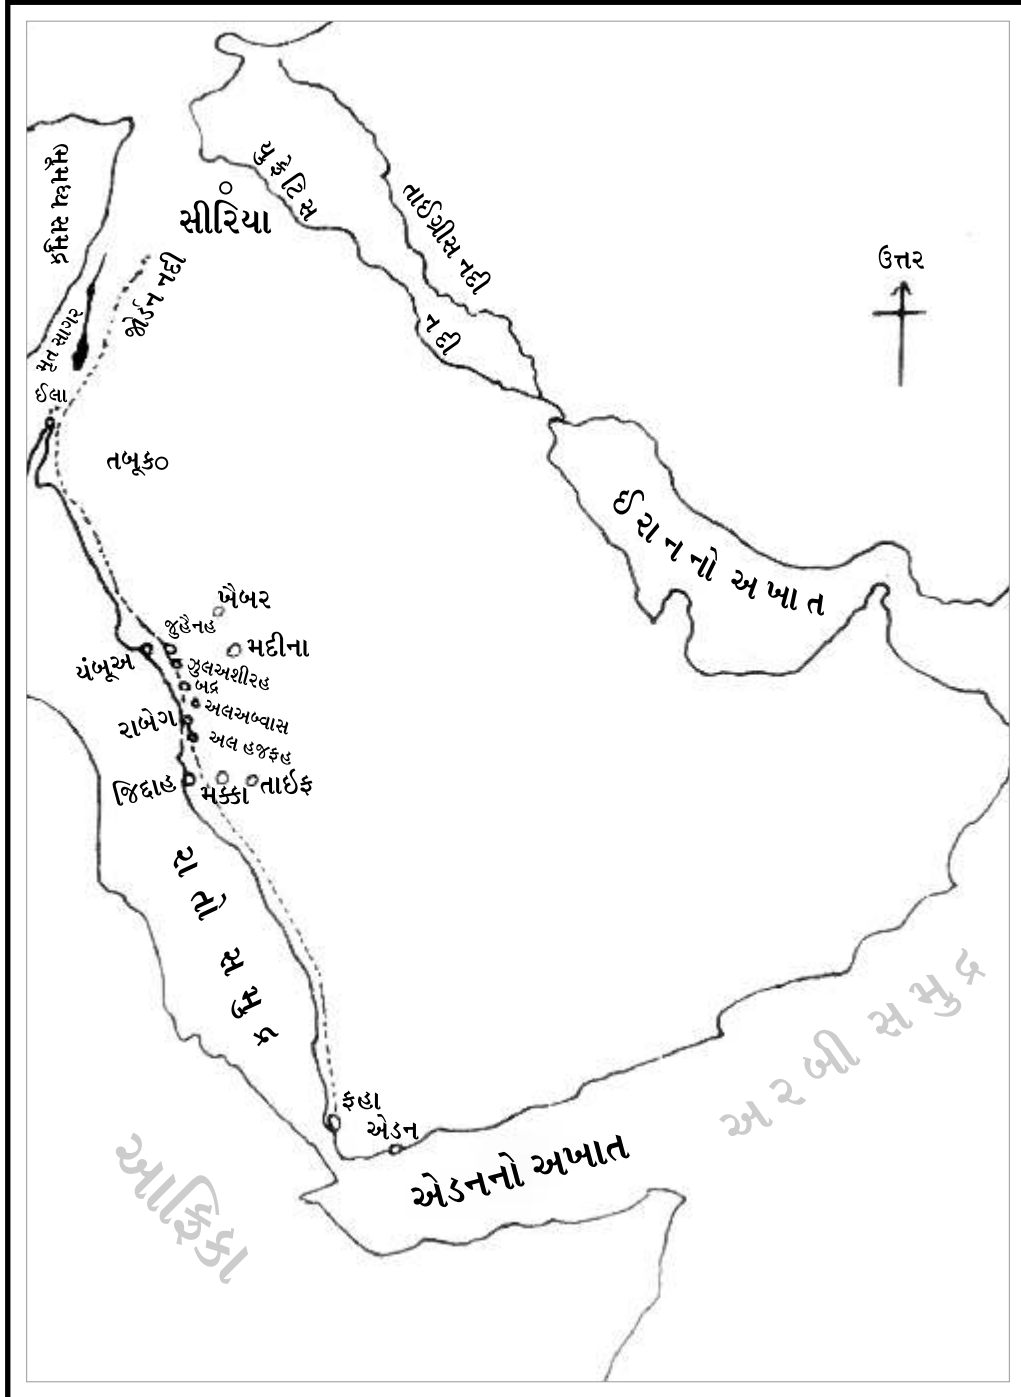 ભૂમધ્ય સમુદ્ર
યુફ્રેટિસ
તાઈગ્રીસ નદી
સીરિયા
જોર્ડન નદી
ઉત્તર
મૃત સાગર
નદી
ઈલા
તબૂક
ઈરાનનો અખાત
ખૈબર
જુહૈનહ
મદીના
યંબૂઅ
ઝુલઅશીરહ
બદ્ર
અલઅબ્વાસ
રાબેગ
અલ હજફહ
જિદ્દાહ
મક્કા
તાઇફ
રાતો સમુદ્ર
અરબી સમુદ્ર
ફહા
એડન
એડનનો અખાત
આફ્રિકા